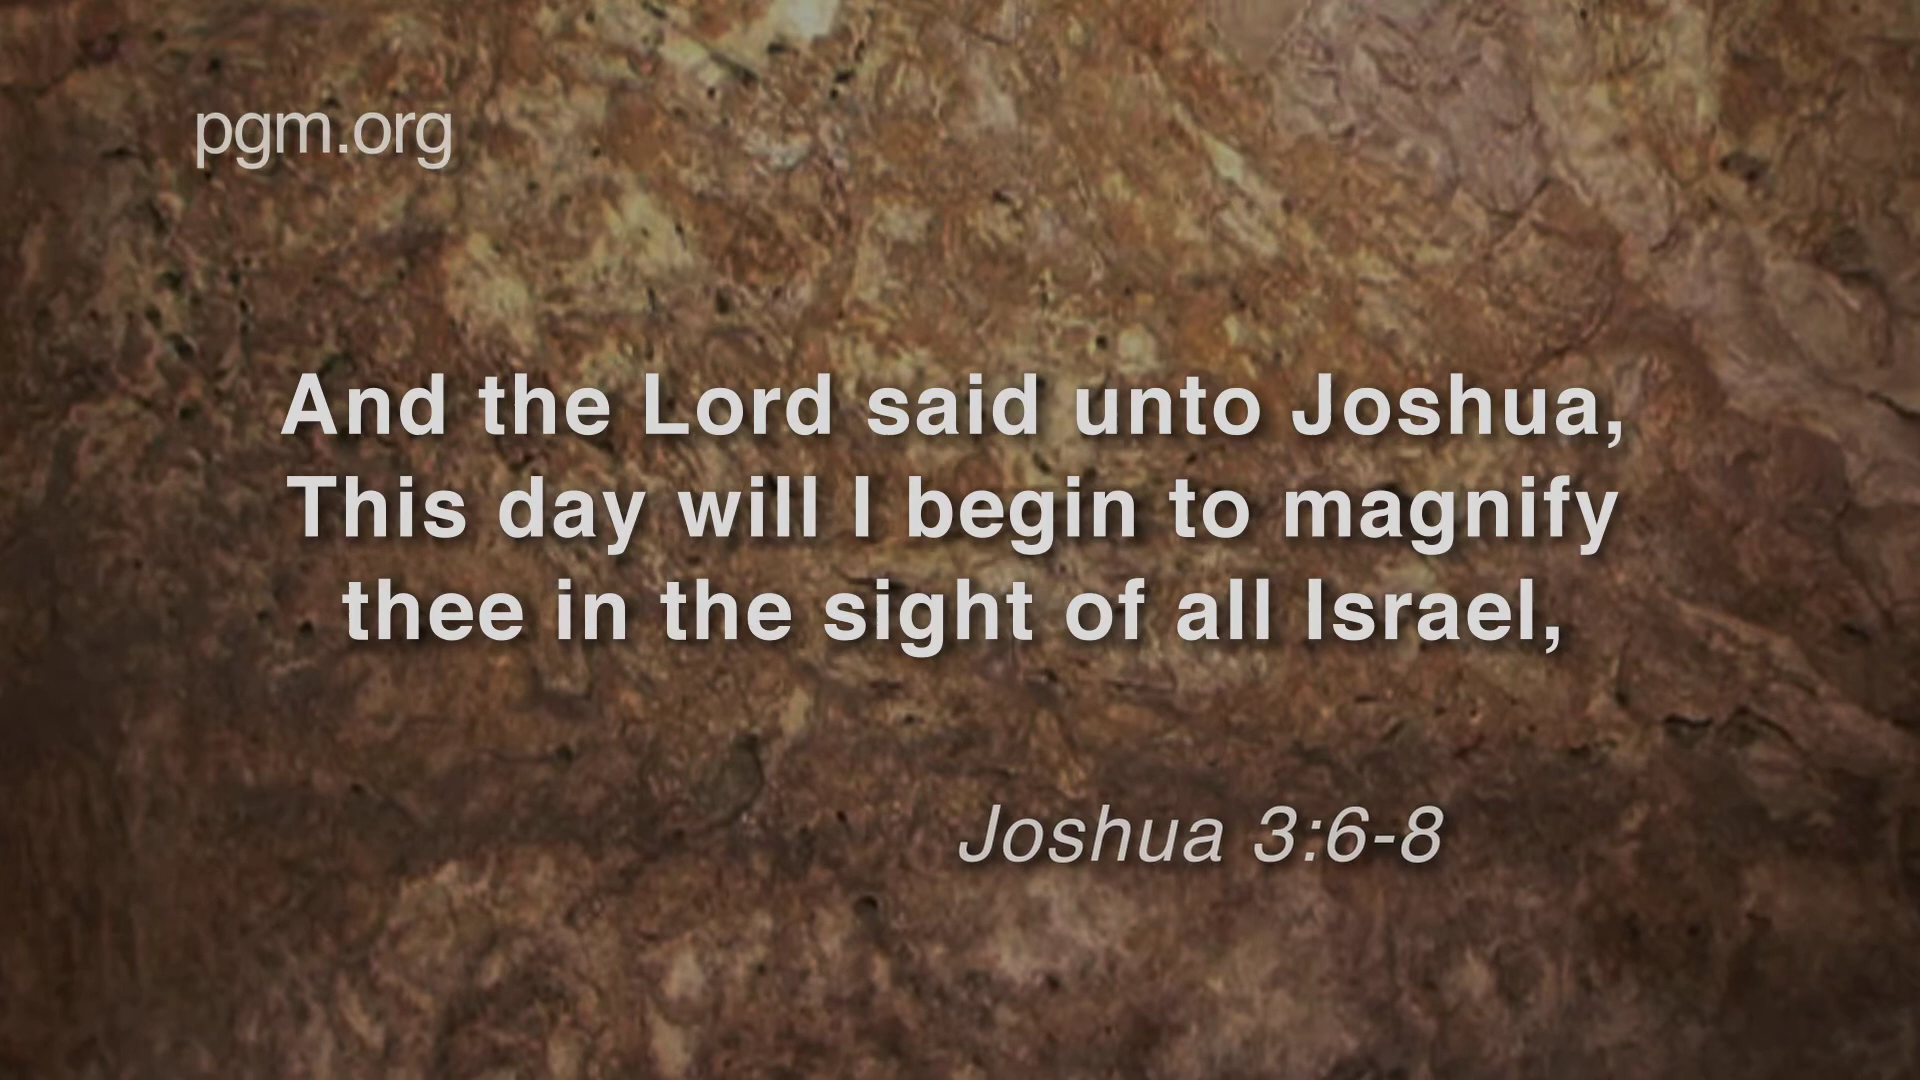 pgm.org
And the Lord said unto Joshua,
This day will I begin to magnify
thee in the sight of all Israel,
Joshua 3:6-8